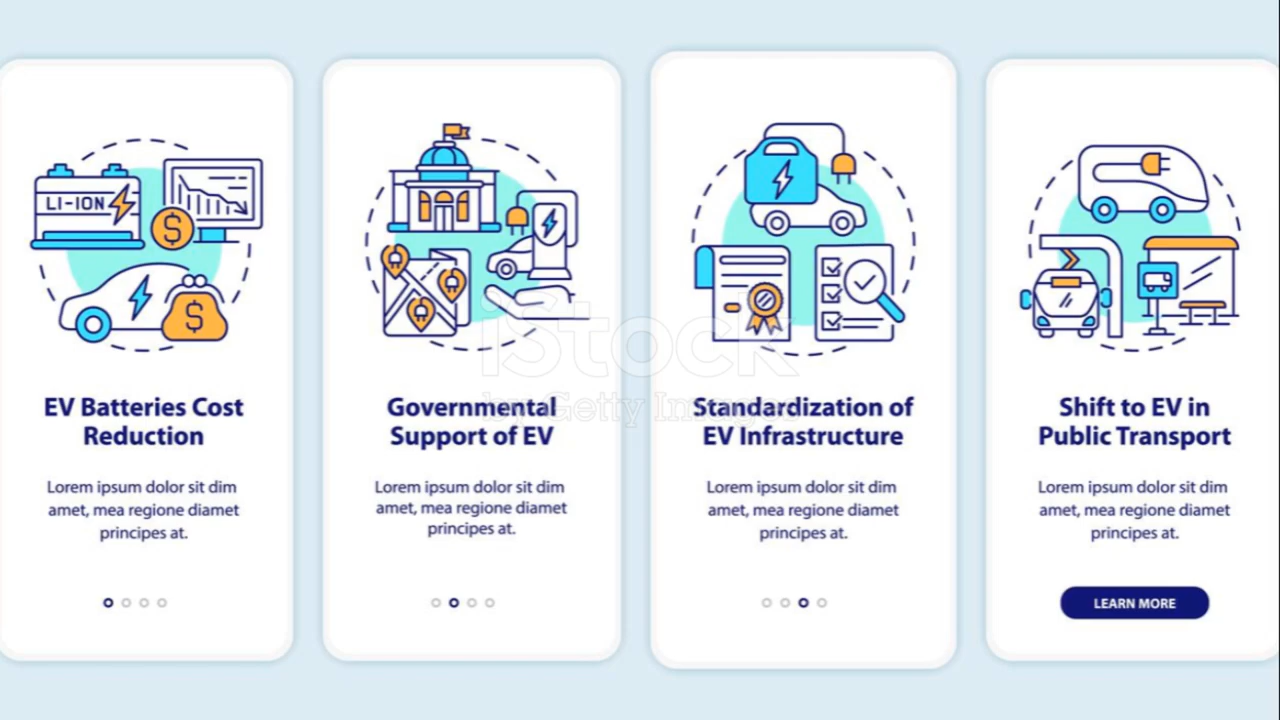 LI-ION
$
$
EV Batteries Cost
Reduction
Lorem ipsum dolor sit dim
amet, mea regione diamet
principes at.
Governmental
Support of EV
Lorem ipsum dolor sit dim
amet, mea regione diamet
principes at.
Standardization of
EV Infrastructure
Lorem ipsum dolor sit dim
amet, mea regione diamet
principes at.
Shift to EV in
Public Transport
Lorem ipsum dolor sit dim
amet, mea regione diamet
principes at.
LEARN MORE
iStock
by Getty Images